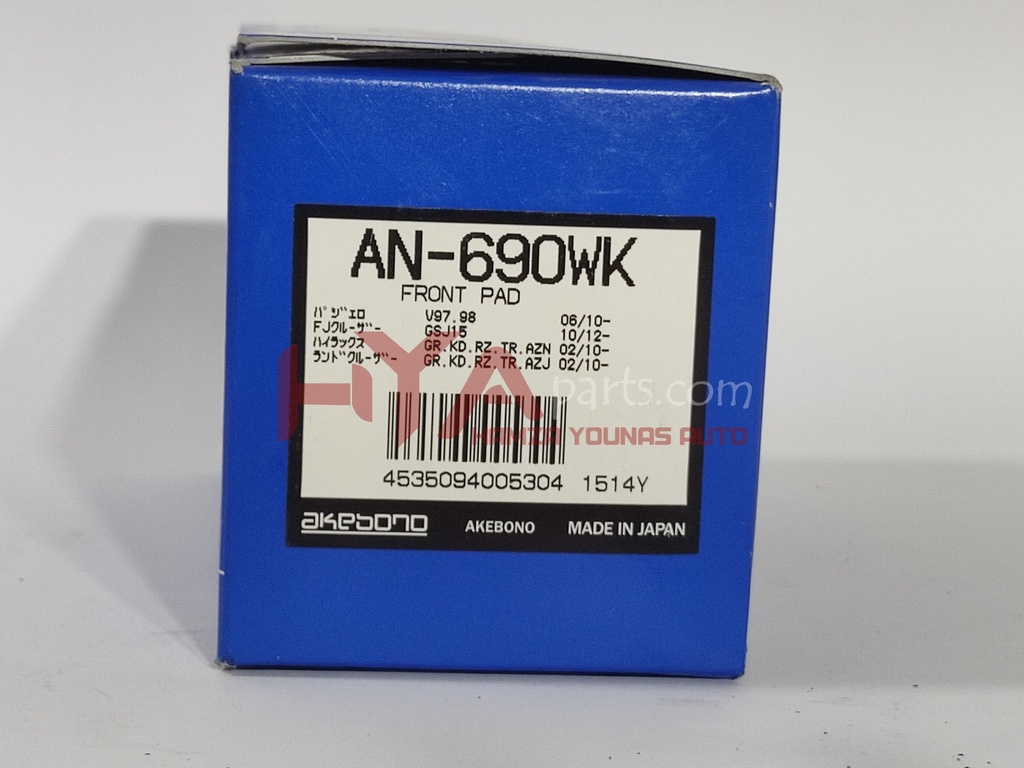 AN-690WK
FRONT PAD
パジェロ V97.98 06/10-
FJクルーザー GSJ15 10/12-
ハイラックス GR.KD.RZ.TR.AZN 02/10-
ランドクルーザー GR.KD.RZ.TR.AZJ 02/10-
HYAparts.com
HAMZA YOUNAS AUTO
4535094005304 1514Y
akebono AKEBONO MADE IN JAPAN